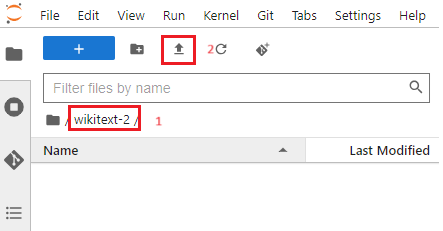 File Edit View Run Kernel Git Tabs Settings Help
+ 2
Filter files by name
/ wikitext-2 / 1
Name Last Modified